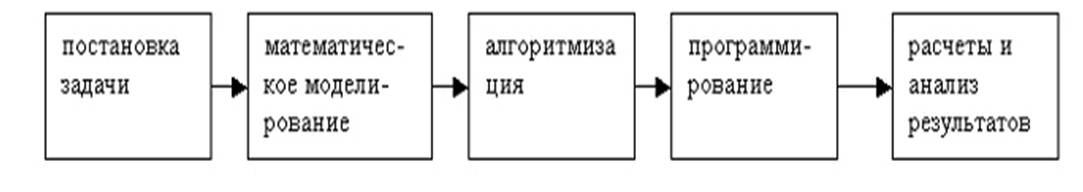 постановка
задачи
математичес-
кое модели-
рование
алгоритмиза
ция
программи-
рование
расчеты и
анализ
результатов